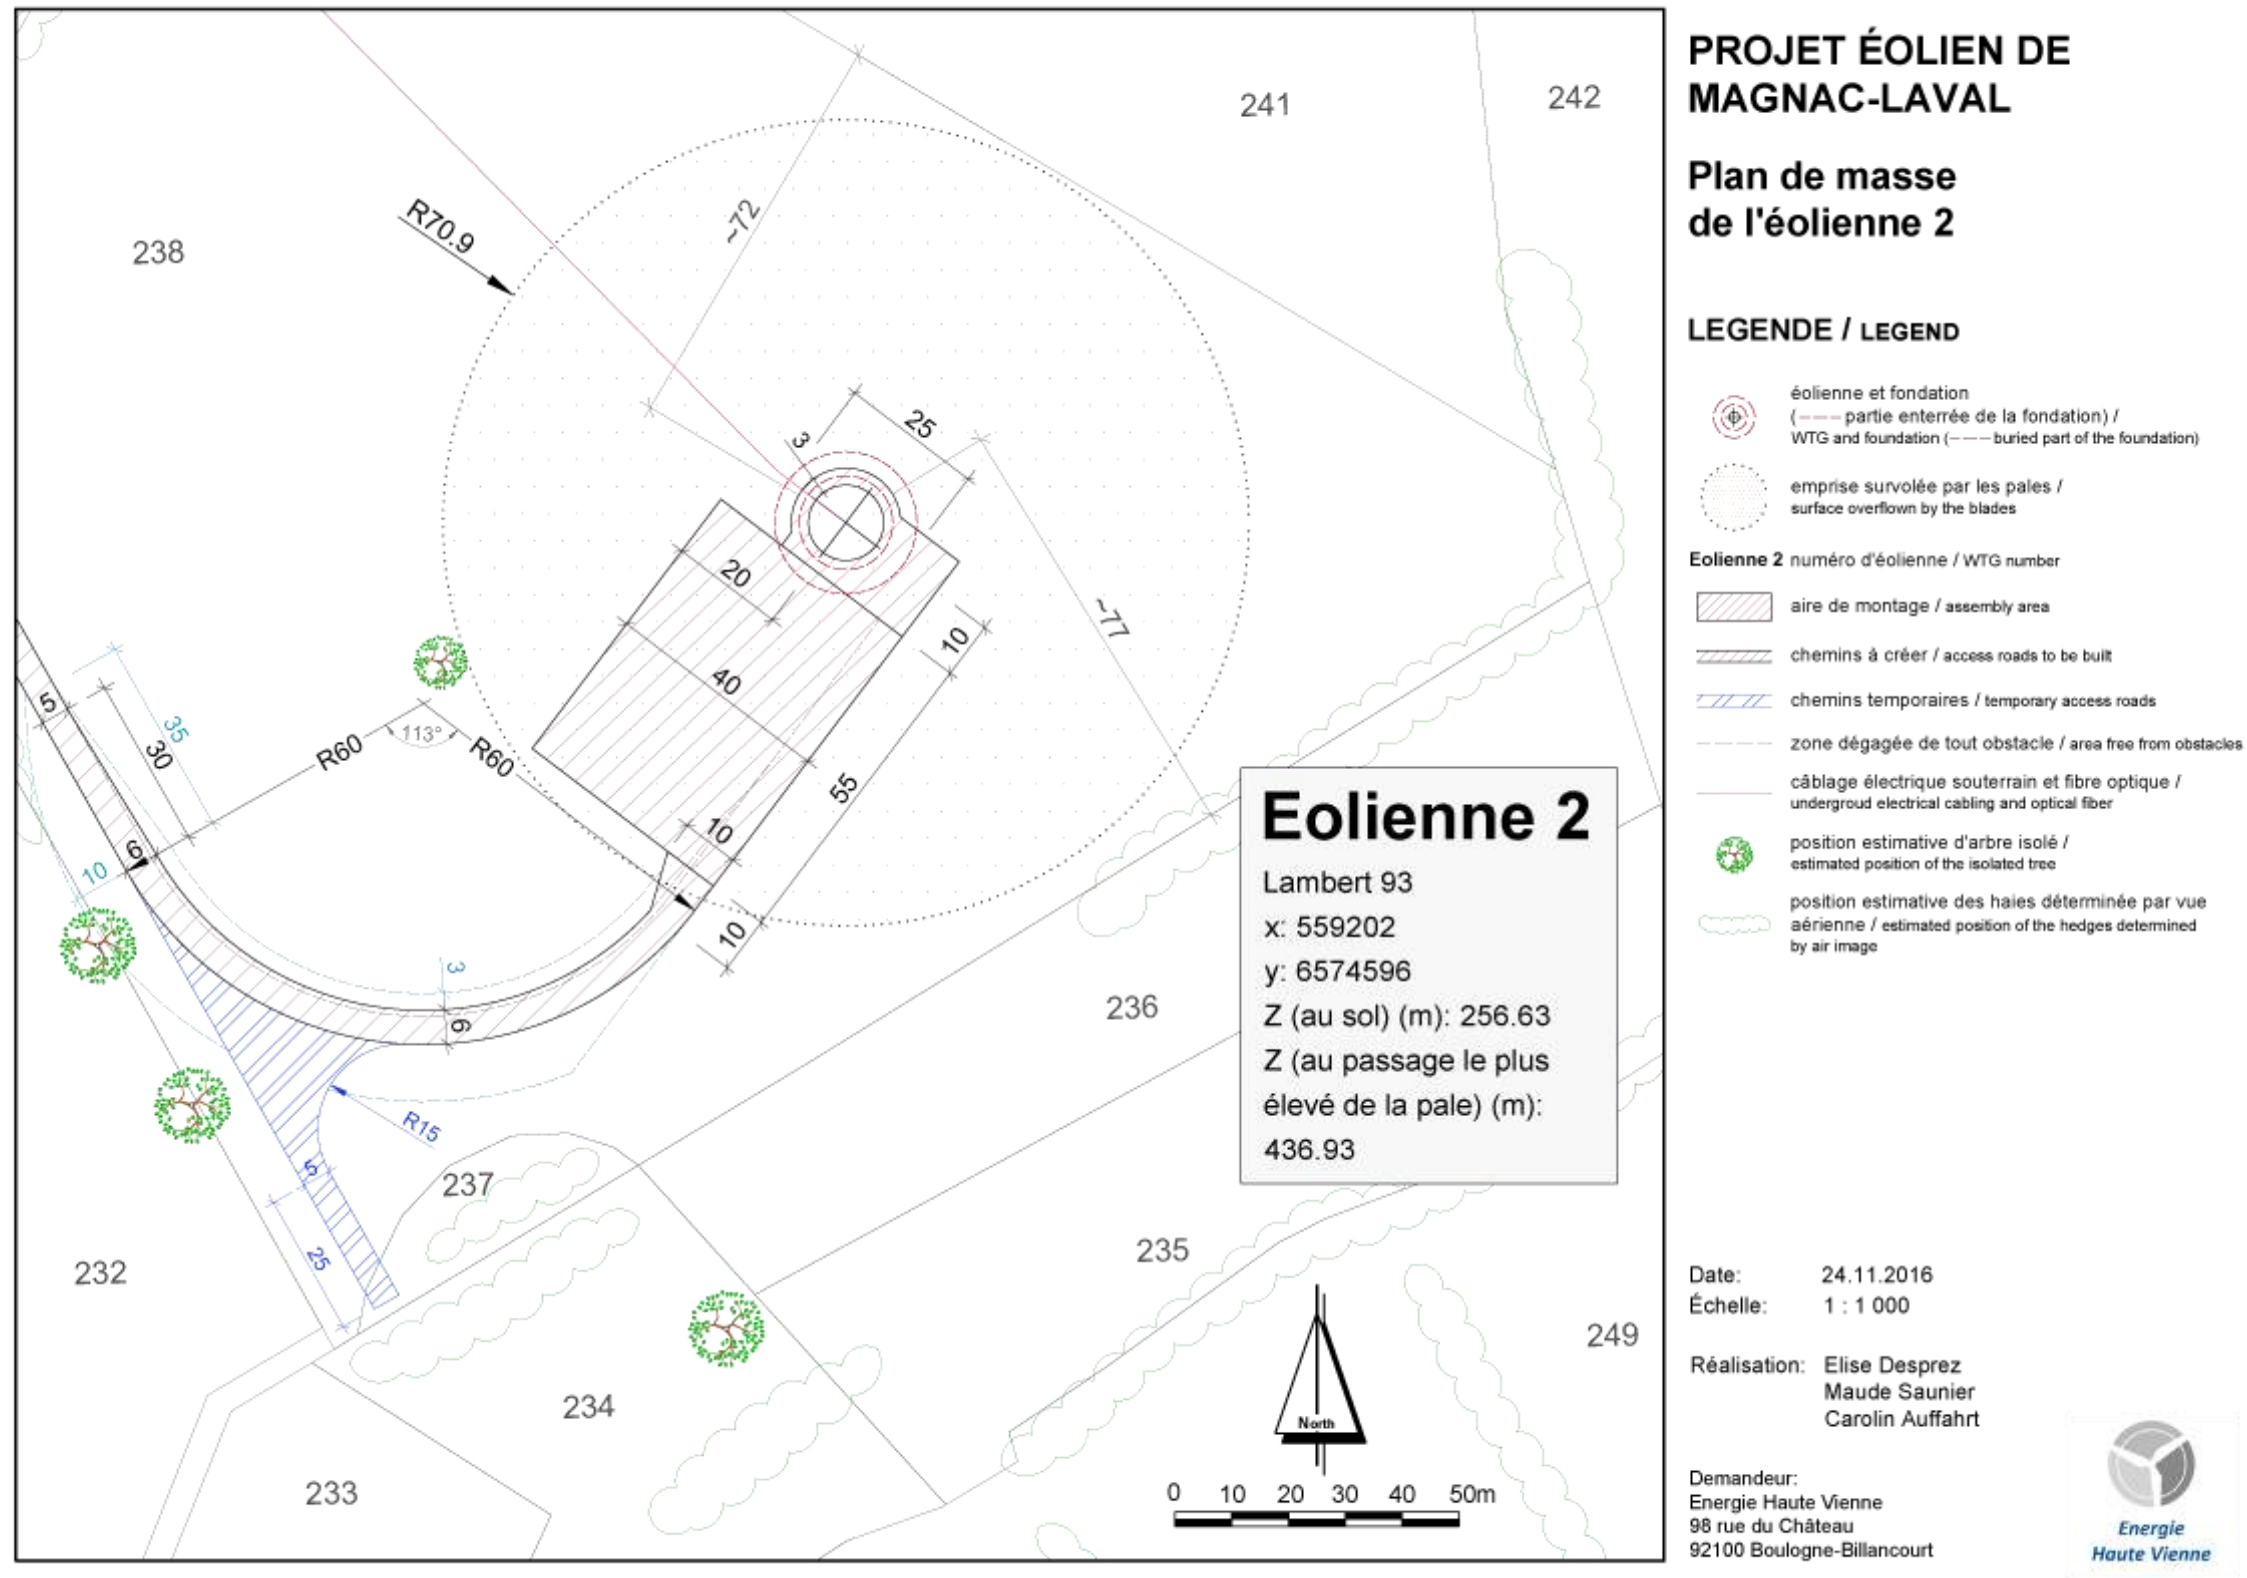 PROJET ÉOLIEN DE
MAGNAC-LAVAL
Plan de masse
de l'éolienne 2
LEGENDE / LEGEND
éolienne et fondation
(----partie enterrée de la fondation) /
WTG and foundation (----buried part of the foundation)
emprise survolée par les pales /
surface overflown by the blades
Eolienne 2 numéro d'éolienne / WTG number
aire de montage / assembly area
chemins à créer / access roads to be built
chemins temporaires / temporary access roads
zone dégagée de tout obstacle / area free from obstacles
câblage électrique souterrain et fibre optique /
undergroud electrical cabling and optical fiber
position estimative d'arbre isolé /
estimated position of the isolated tree
position estimative des haies déterminée par vue
aérienne / estimated position of the hedges determined
by air image
Date: 24.11.2016
Échelle: 1 : 1 000
Réalisation: Elise Desprez
Maude Saunier
Carolin Auffahrt
Demandeur:
Energie Haute Vienne
98 rue du Château
92100 Boulogne-Billancourt
Energie
Haute Vienne
241
242
238
R70.9
~72
25
3
20
40
10
~77
55
10
10
5
35
30
R60
113°
R60
6
10
3
6
R15
5
25
237
236
235
232
234
233
249
Eolienne 2
Lambert 93
x: 559202
y: 6574596
Z (au sol) (m): 256.63
Z (au passage le plus
élevé de la pale) (m):
436.93
North
0 10 20 30 40 50m